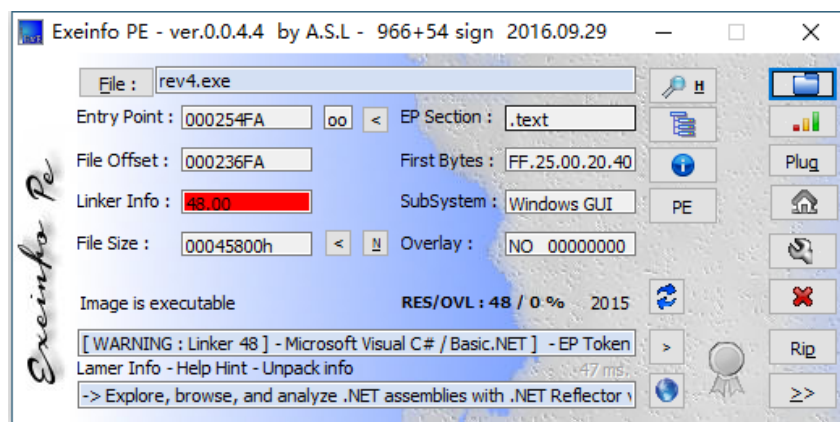 Exeinfo PE - ver.0.0.4.4 by A.S.L - 966+54 sign 2016.09.29
Exeinfo Pe
File : rev4.exe H
Entry Point : 000254FA oo < EP Section : .text
File Offset : 000236FA First Bytes : FF.25.00.20.40 Plug
Linker Info : 48.00 SubSystem : Windows GUI PE
File Size : 00045800h < N Overlay : NO 00000000
Image is executable RES/OVL : 48 / 0 % 2015
[ WARNING : Linker 48 ] - Microsoft Visual C# / Basic.NET ] - EP Token > Rip
Lamer Info - Help Hint - Unpack info 47 ms.
-> Explore, browse, and analyze .NET assemblies with .NET Reflector >>